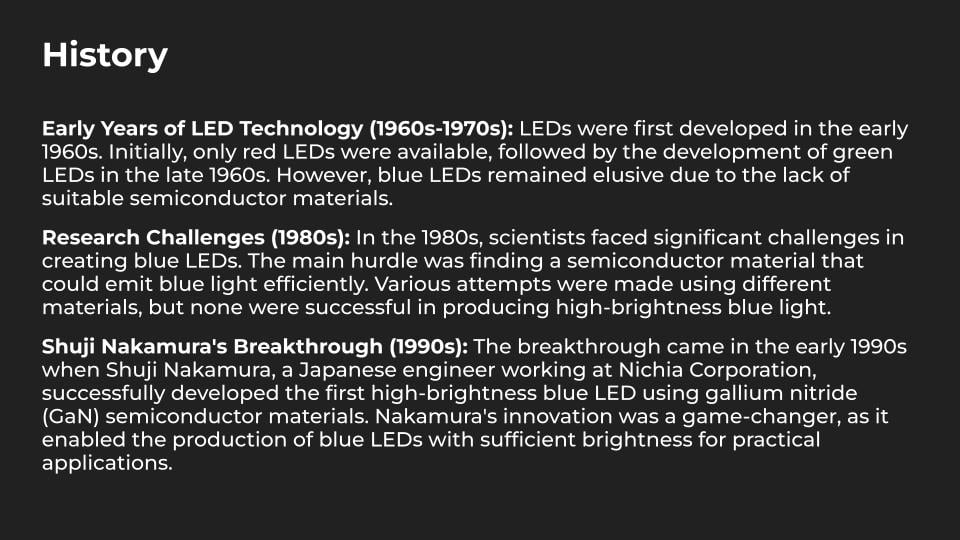 History
Early Years of LED Technology (1960s-1970s): LEDs were first developed in the early
1960s. Initially, only red LEDs were available, followed by the development of green
LEDs in the late 1960s. However, blue LEDs remained elusive due to the lack of
suitable semiconductor materials.
Research Challenges (1980s): In the 1980s, scientists faced significant challenges in
creating blue LEDs. The main hurdle was finding a semiconductor material that
could emit blue light efficiently. Various attempts were made using different
materials, but none were successful in producing high-brightness blue light.
Shuji Nakamura's Breakthrough (1990s): The breakthrough came in the early 1990s
when Shuji Nakamura, a Japanese engineer working at Nichia Corporation,
successfully developed the first high-brightness blue LED using gallium nitride
(GaN) semiconductor materials. Nakamura's innovation was a game-changer, as it
enabled the production of blue LEDs with sufficient brightness for practical
applications.